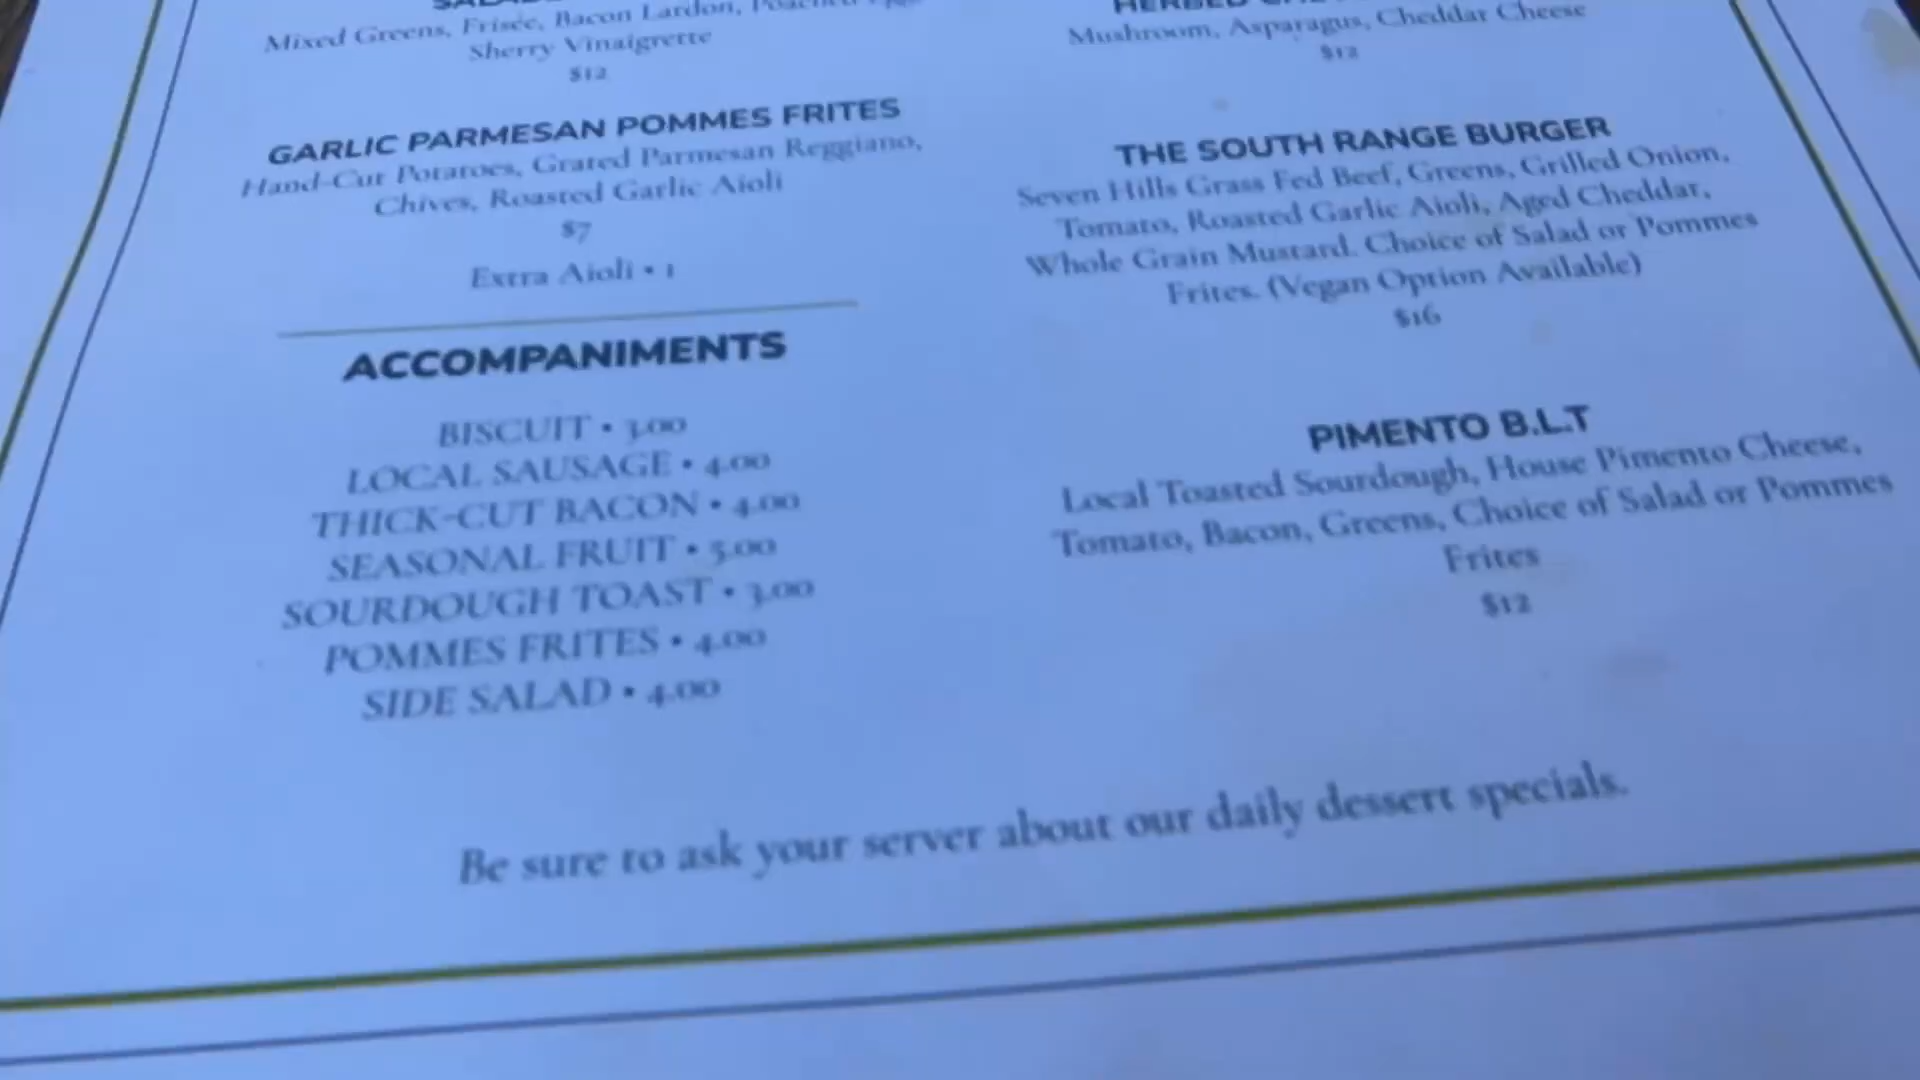 Mixed Greens, Frisée, Bacon Lardon,
Sherry Vinaigrette
$12
GARLIC PARMESAN POMMES FRITES
Hand-Cut Potatoes, Grated Parmesan Reggiano,
Chives, Roasted Garlic Aioli
$7
Extra Aioli • 1
ACCOMPANIMENTS
BISCUIT • 3.00
LOCAL SAUSAGE • 4.00
THICK-CUT BACON • 4.00
SEASONAL FRUIT • 5.00
SOURDOUGH TOAST • 3.00
POMMES FRITES • 4.00
SIDE SALAD • 4.00
HERBED
Mushroom, Asparagus, Cheddar Cheese
$12
THE SOUTH RANGE BURGER
Seven Hills Grass Fed Beef, Greens, Grilled Onion,
Tomato, Roasted Garlic Aioli, Aged Cheddar,
Whole Grain Mustard. Choice of Salad or Pommes
Frites. (Vegan Option Available)
$16
PIMENTO B.L.T
Local Toasted Sourdough, House Pimento Cheese,
Tomato, Bacon, Greens, Choice of Salad or Pommes
Frites
$12
Be sure to ask your server about our daily dessert specials.